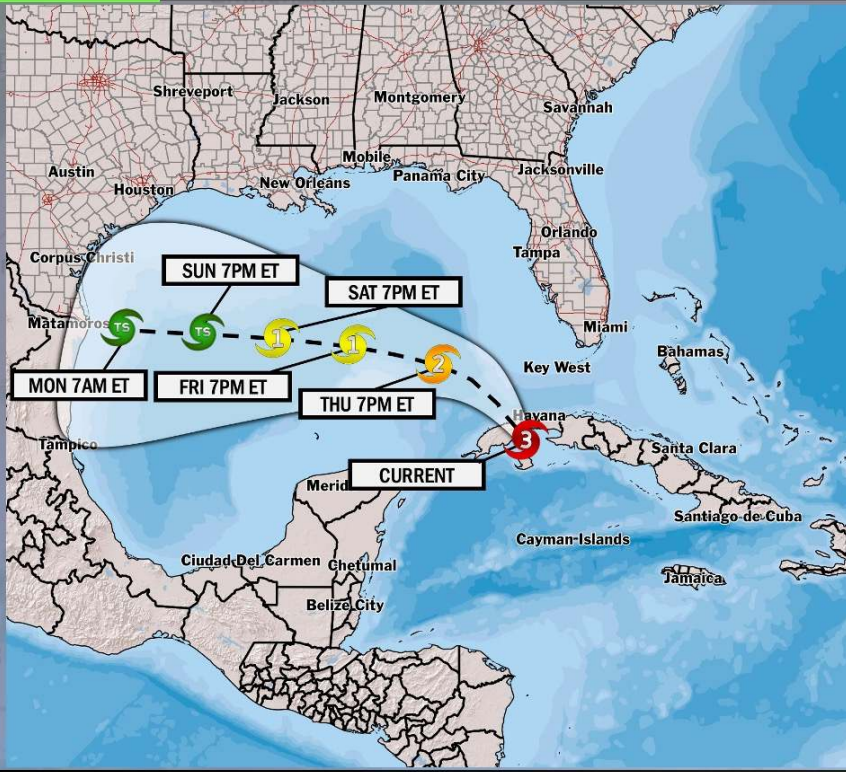 Shreveport
Jackson
Montgomery
Savannah
Mobile
Austin
Houston
New Orleans
Panama City
Jacksonville
Orlando
Tampa
Corpus Christi
SUN 7PM ET
SAT 7PM ET
Matamoros
TS
TS
1
1
2
Miami
Bahamas
Key West
MON 7AM ET
FRI 7PM ET
THU 7PM ET
Havana
3
Tampico
Santa Clara
CURRENT
Merid
Santiago de Cuba
Cayman-Islands
Ciudad Del Carmen
Chetumal
Jamaica
Belize City